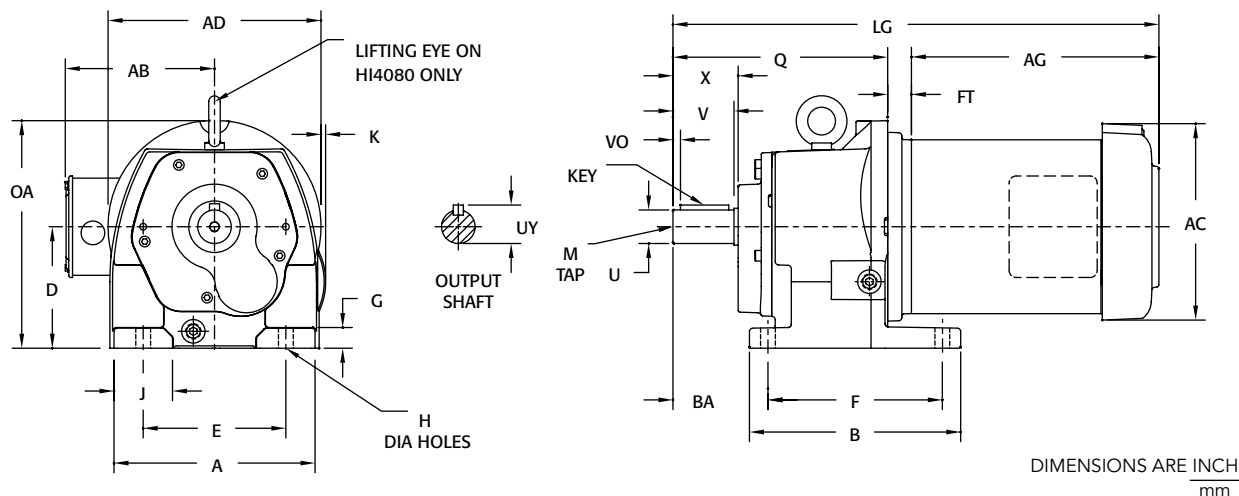 AD
LG
LIFTING EYE ON
HI4080 ONLY
AB
Q
AG
X
FT
V
K
VO
OA
KEY
UY
AC
M
TAP
U
D
OUTPUT
SHAFT
G
J
BA
F
H
DIA HOLES
E
B
A
DIMENSIONS ARE INCH
mm